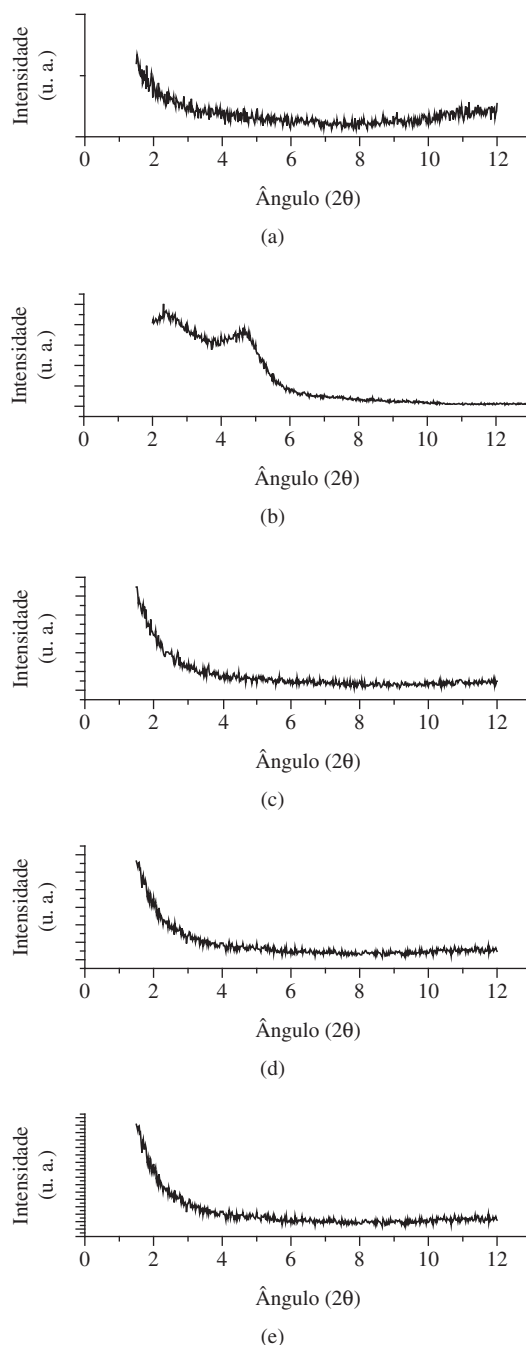 Intensidade
(u. a.)
0 2 4 6 8 10 12
Ângulo (2θ)
(a)
Intensidade
(u. a.)
0 2 4 6 8 10 12
Ângulo (2θ)
(b)
Intensidade
(u. a.)
0 2 4 6 8 10 12
Ângulo (2θ)
(c)
Intensidade
(u. a.)
0 2 4 6 8 10 12
Ângulo (2θ)
(d)
Intensidade
(u. a.)
0 2 4 6 8 10 12
Ângulo (2θ)
(e)